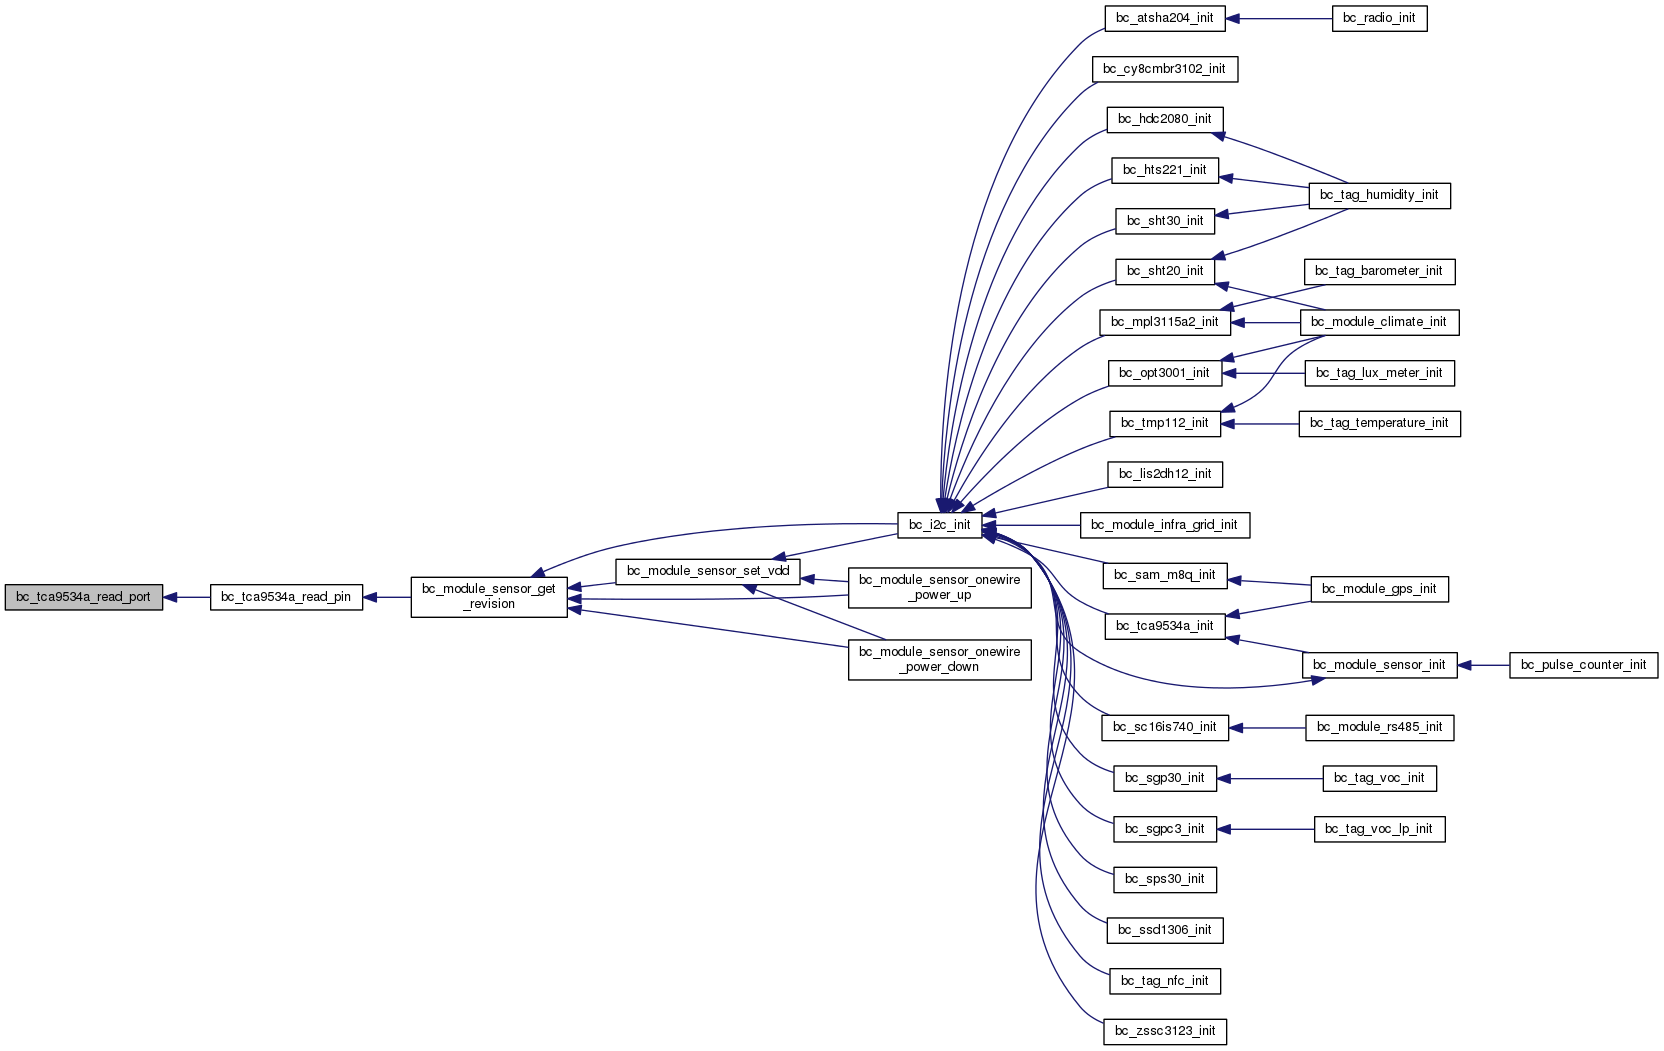 bc_tca9534a_read_port
bc_tca9534a_read_pin
bc_module_sensor_get
_revision
bc_module_sensor_set_vdd
bc_module_sensor_onewire
_power_up
bc_module_sensor_onewire
_power_down
bc_i2c_init
bc_atsha204_init
bc_radio_init
bc_cy8cmbr3102_init
bc_hdc2080_init
bc_hts221_init
bc_tag_humidity_init
bc_sht30_init
bc_sht20_init
bc_tag_barometer_init
bc_mpl3115a2_init
bc_module_climate_init
bc_opt3001_init
bc_tag_lux_meter_init
bc_tmp112_init
bc_tag_temperature_init
bc_lis2dh12_init
bc_module_infra_grid_init
bc_sam_m8q_init
bc_module_gps_init
bc_tca9534a_init
bc_module_sensor_init
bc_pulse_counter_init
bc_sc16is740_init
bc_module_rs485_init
bc_sgp30_init
bc_tag_voc_init
bc_sgpc3_init
bc_tag_voc_lp_init
bc_sps30_init
bc_ssd1306_init
bc_tag_nfc_init
bc_zssc3123_init